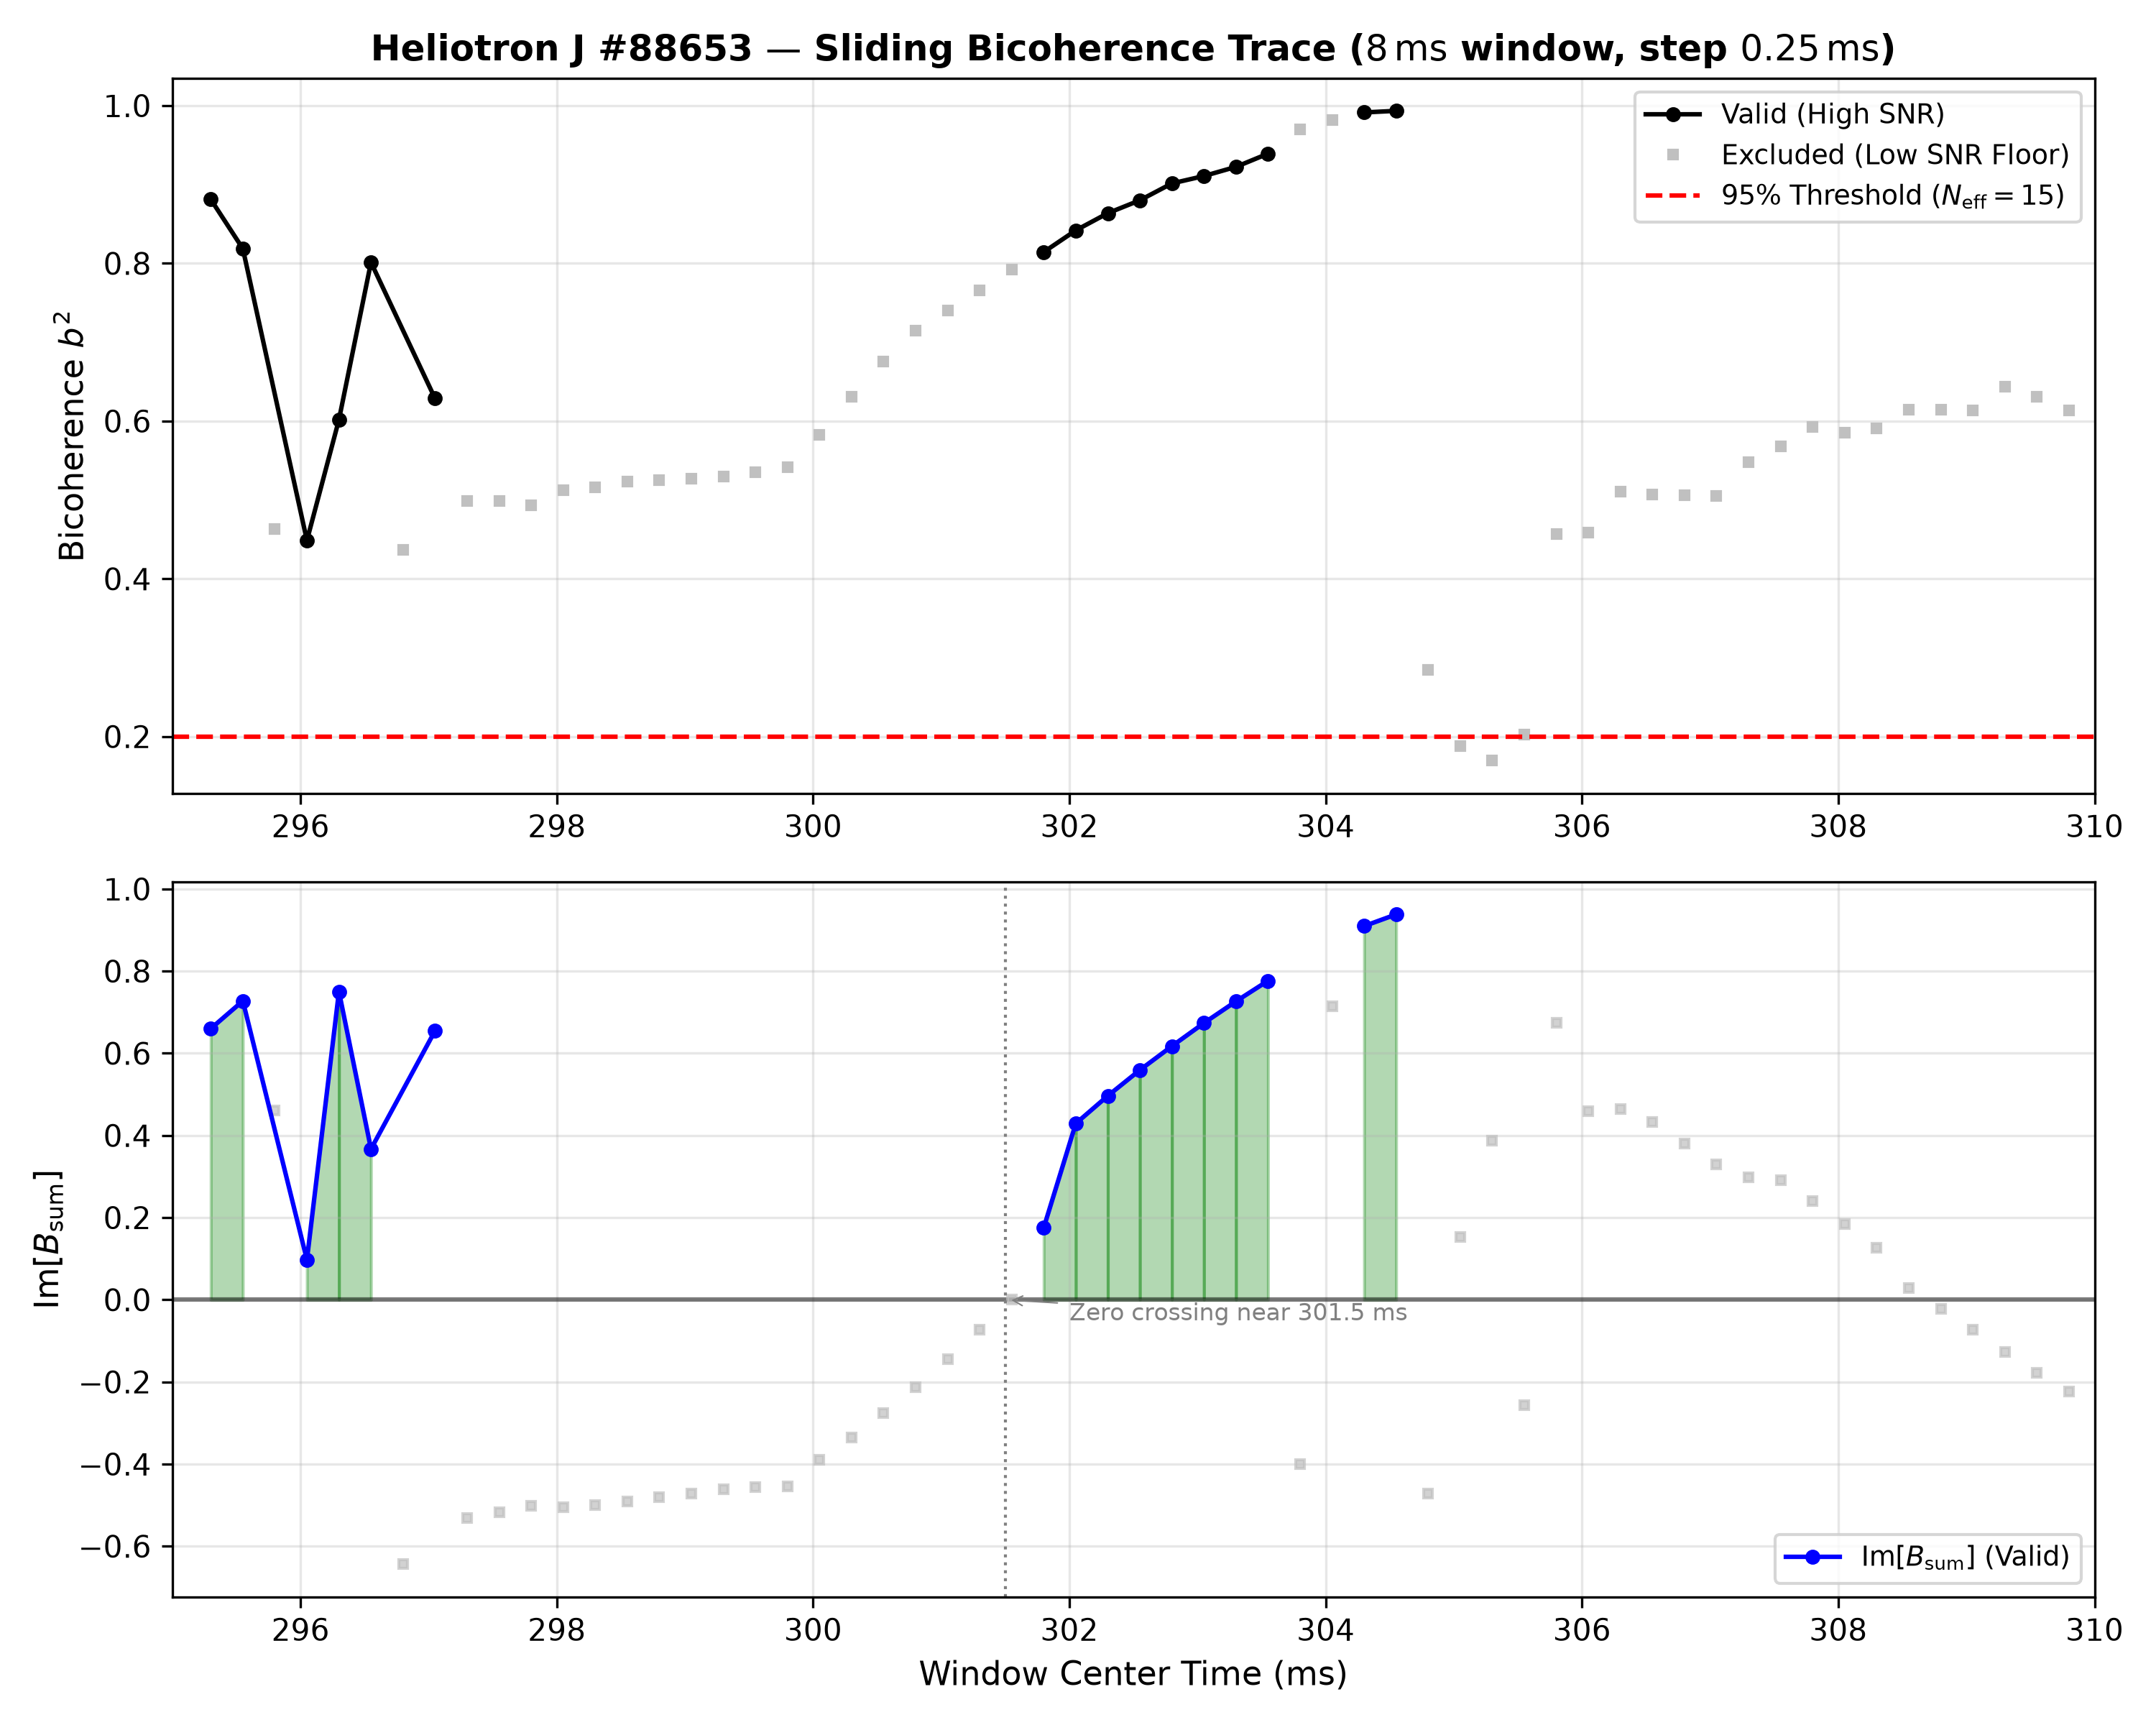 Heliotron J #88653 — Sliding Bicoherence Trace (8 ms window, step 0.25 ms)
Bicoherence b²
1.0
0.8
0.6
0.4
0.2
Valid (High SNR)
Excluded (Low SNR Floor)
95% Threshold (N_eff = 15)
296 298 300 302 304 306 308 310
Im[B_sum]
1.0
0.8
0.6
0.4
0.2
0.0
−0.2
−0.4
−0.6
Zero crossing near 301.5 ms
Im[B_sum] (Valid)
296 298 300 302 304 306 308 310
Window Center Time (ms)